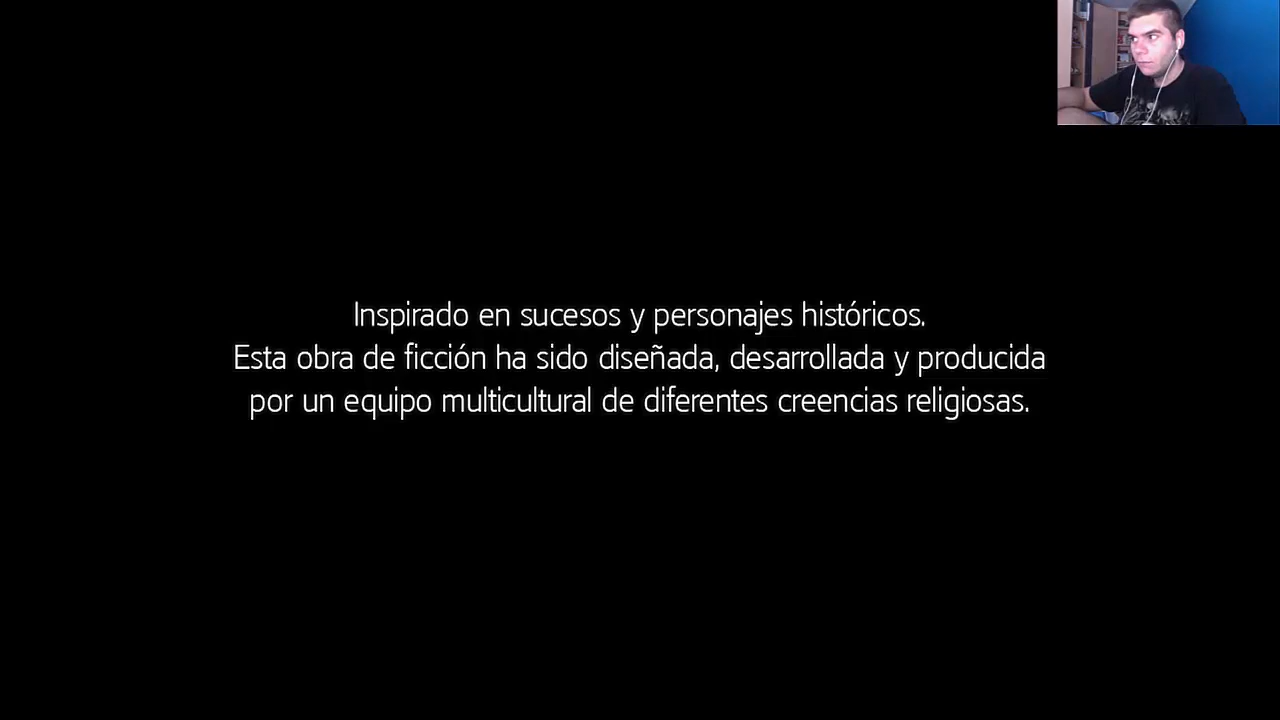 Inspirado en sucesos y personajes históricos.
Esta obra de ficción ha sido diseñada, desarrollada y producida
por un equipo multicultural de diferentes creencias religiosas.